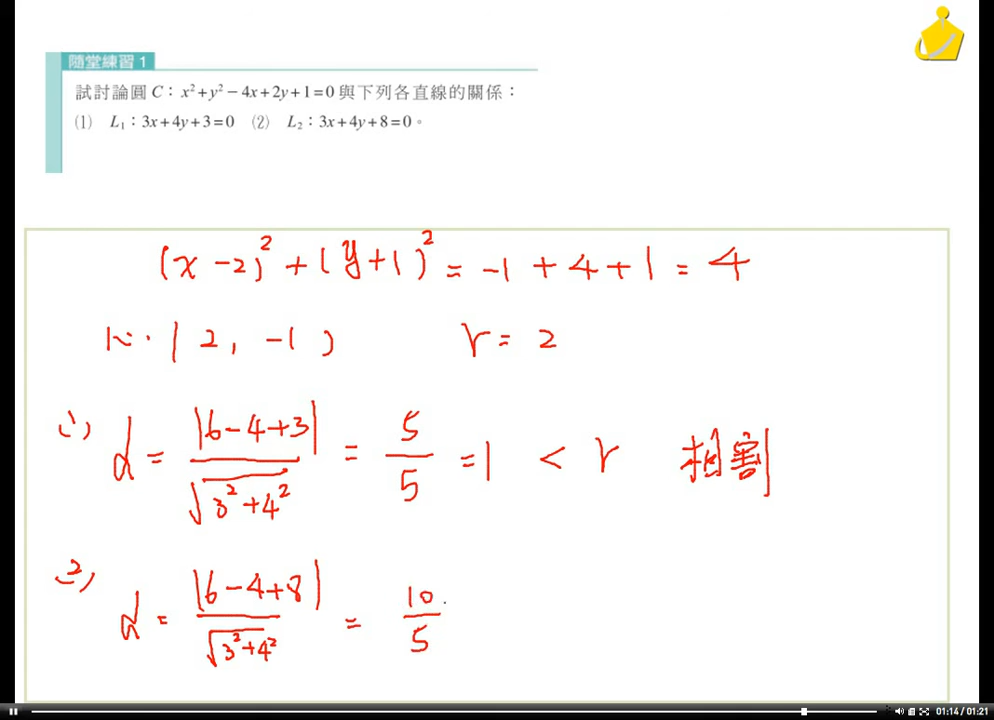 隨堂練習 1
試討論圓 C：x²+y²－4x+2y+1=0 與下列各直線的關係：
(1) L₁：3x+4y+3=0 (2) L₂：3x+4y+8=0。
(x-2)²+(y+1)²=-1+4+1=4
心.(2,-1) r=2
(1) d=|6-4+3|/√3²+4² = 5/5 =1 < r 相割
(2) d=|6-4+8|/√3²+4² = 10/5
01:14/01:21